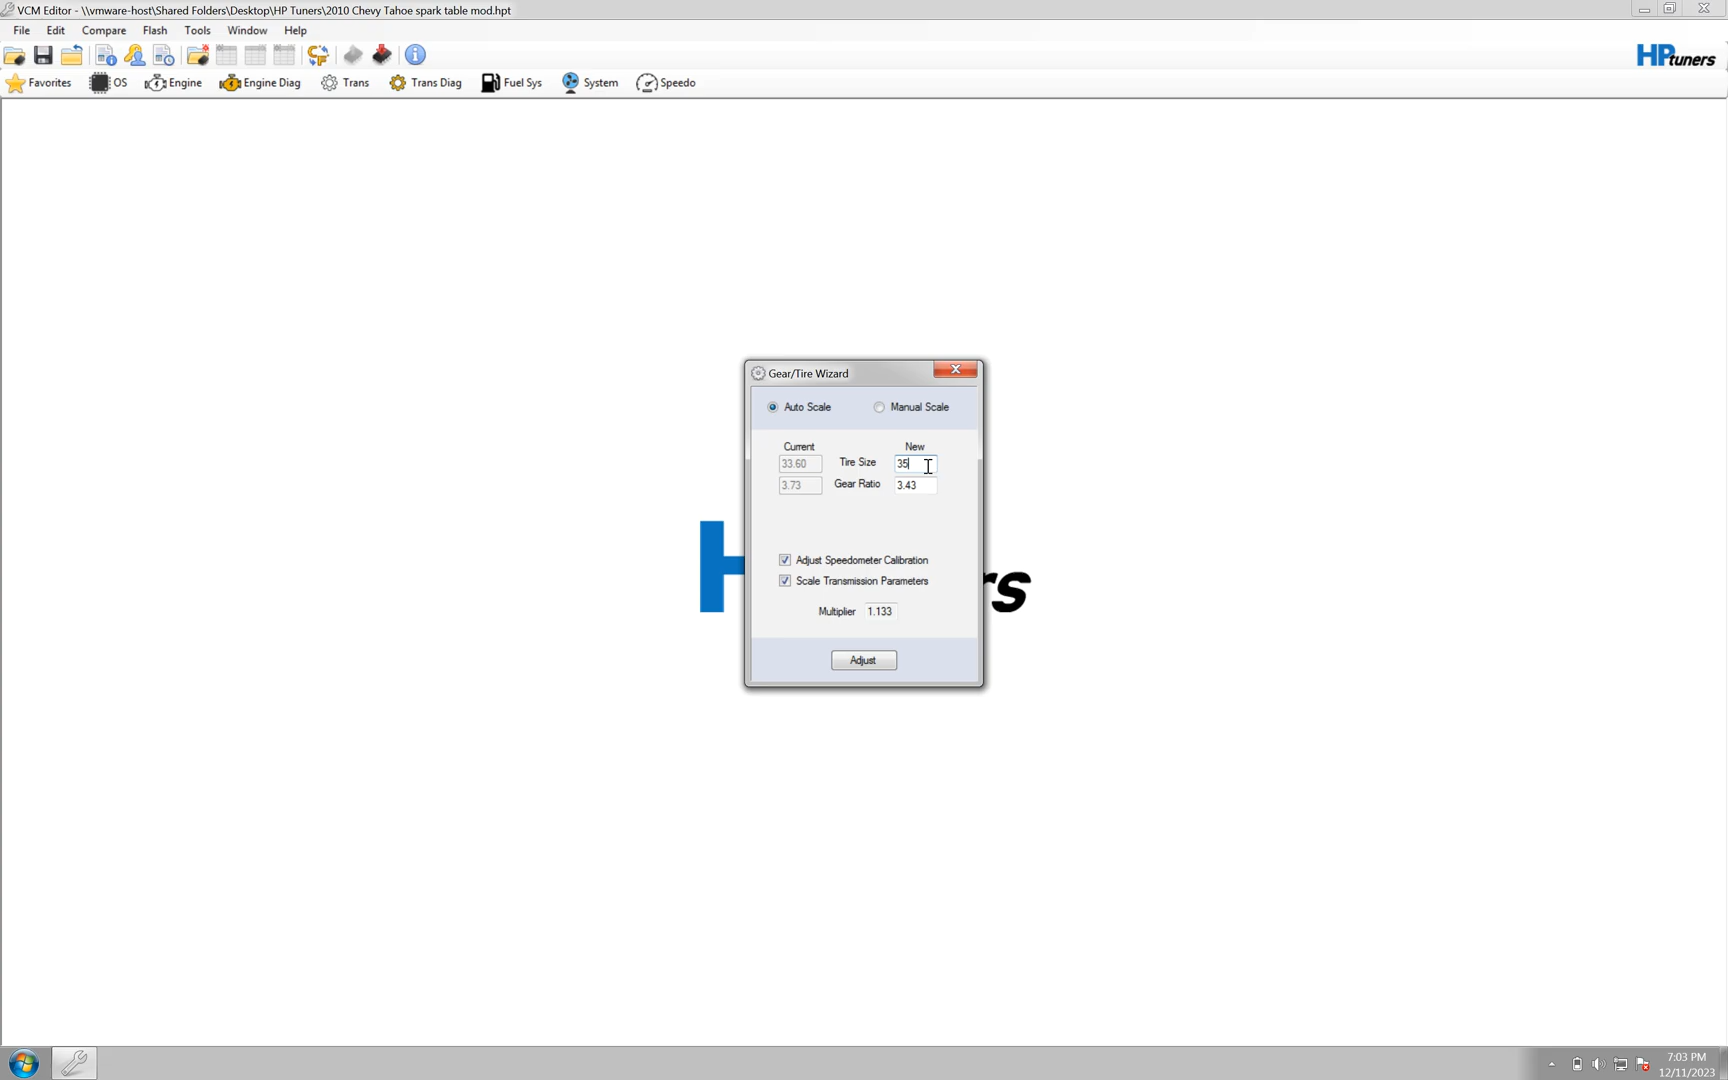 VCM Editor - \\vmware-host\Shared Folders\Desktop\HP Tuners\2010 Chevy Tahoe spark table mod.hpt
File Edit Compare Flash Tools Window Help
HPtuners
Favorites OS Engine Engine Diag Trans Trans Diag Fuel Sys System Speedo
Gear/Tire Wizard
Auto Scale Manual Scale
Current New
33.60 Tire Size 35
3.73 Gear Ratio 3.43
Adjust Speedometer Calibration
Scale Transmission Parameters
Multiplier 1.133
Adjust
H rs
7:03 PM
12/11/2023